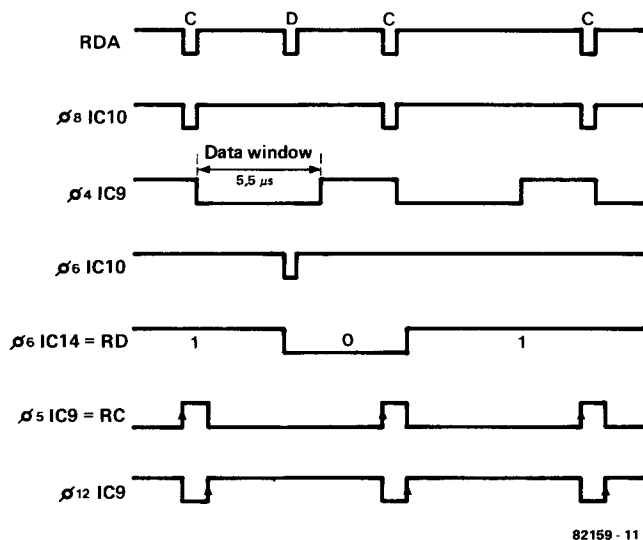 C D C C
RDA
ø8 IC10
Data window
5,5 µs
ø4 IC9
ø6 IC10
ø6 IC14 = RD 1 0 1
ø5 IC9 = RC
ø12 IC9
82159 - 11